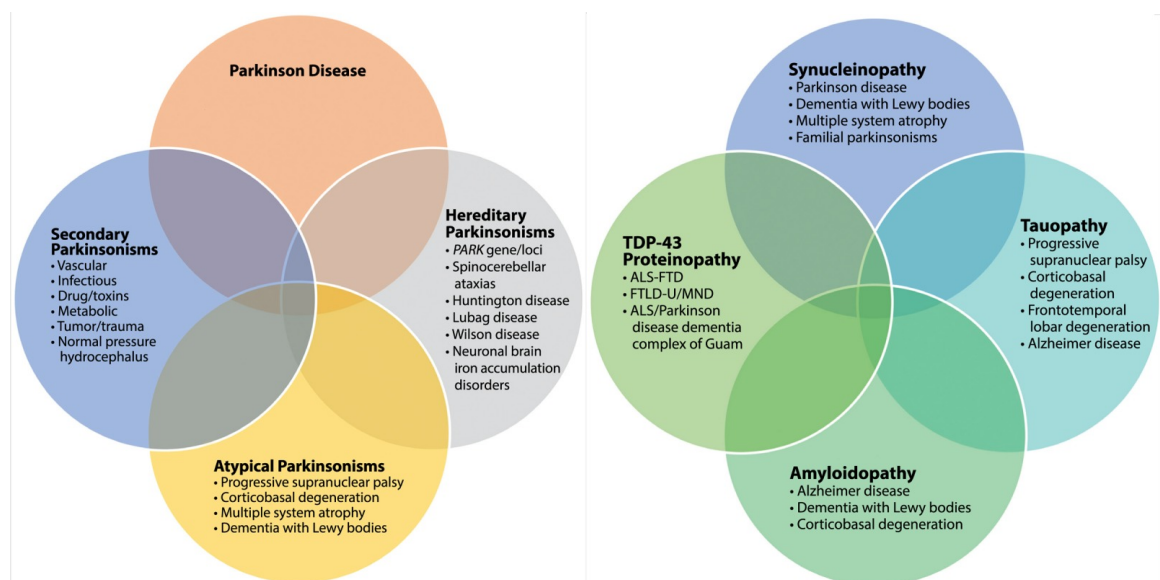 Parkinson Disease
Secondary
Parkinsonisms
• Vascular
• Infectious
• Drug/toxins
• Metabolic
• Tumor/trauma
• Normal pressure
hydrocephalus
Hereditary
Parkinsonisms
• PARK gene/loci
• Spinocerebellar
ataxias
• Huntington disease
• Lubag disease
• Wilson disease
• Neuronal brain
iron accumulation
disorders
Atypical Parkinsonisms
• Progressive supranuclear palsy
• Corticobasal degeneration
• Multiple system atrophy
• Dementia with Lewy bodies
Synucleinopathy
• Parkinson disease
• Dementia with Lewy bodies
• Multiple system atrophy
• Familial parkinsonisms
TDP-43
Proteinopathy
• ALS-FTD
• FTLD-U/MND
• ALS/Parkinson
disease dementia
complex of Guam
Tauopathy
• Progressive
supranuclear palsy
• Corticobasal
degeneration
• Frontotemporal
lobar degeneration
• Alzheimer disease
Amyloidopathy
• Alzheimer disease
• Dementia with Lewy bodies
• Corticobasal degeneration